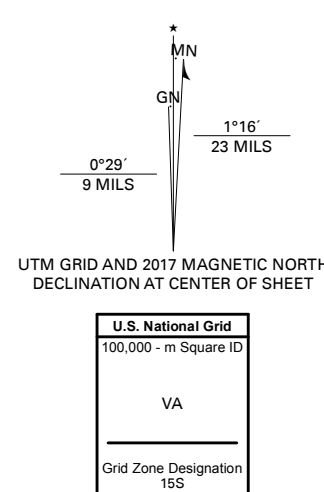 ★
MN
GN
1°16´
23 MILS
0°29´
9 MILS
UTM GRID AND 2017 MAGNETIC NORTH
DECLINATION AT CENTER OF SHEET
U.S. National Grid
100,000 - m Square ID
VA
Grid Zone Designation
15S